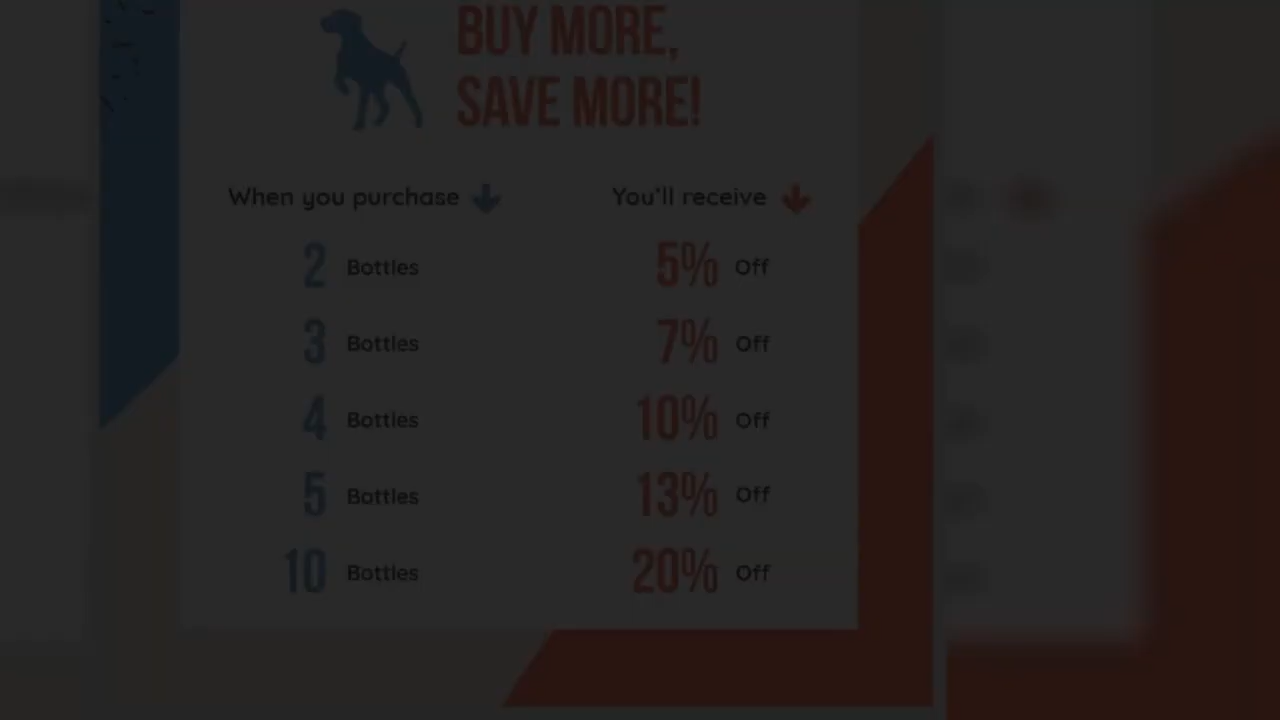 BUY MORE,
SAVE MORE!
When you purchase You'll receive
2 Bottles 5% Off
3 Bottles 7% Off
4 Bottles 10% Off
5 Bottles 13% Off
10 Bottles 20% Off